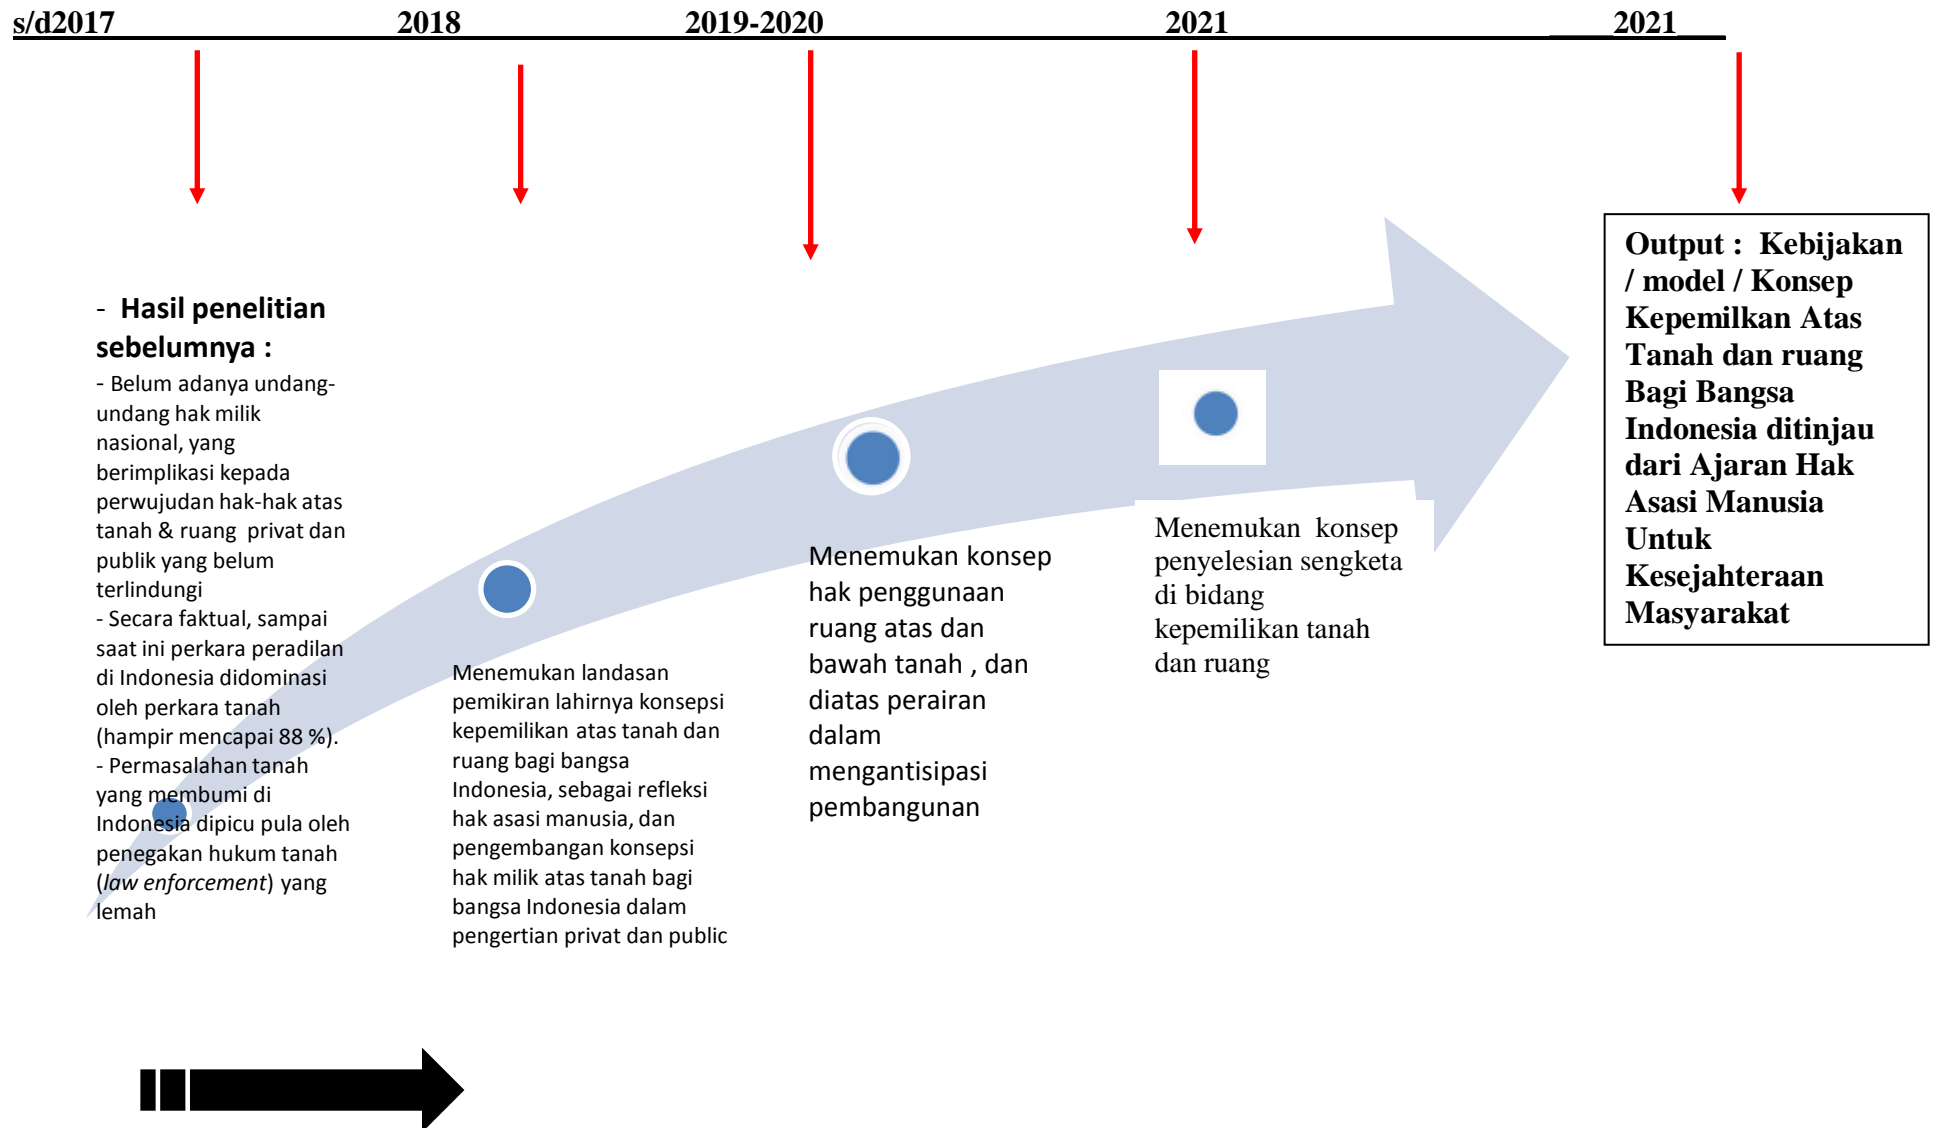 s/d2017 2018 2019-2020 2021 2021
- Hasil penelitian
sebelumnya :
- Belum adanya undang-
undang hak milik
nasional, yang
berimplikasi kepada
perwujudan hak-hak atas
tanah & ruang privat dan
publik yang belum
terlindungi
- Secara faktual, sampai
saat ini perkara peradilan
di Indonesia didominasi
oleh perkara tanah
(hampir mencapai 88 %).
- Permasalahan tanah
yang membumi di
Indonesia dipicu pula oleh
penegakan hukum tanah
(law enforcement) yang
lemah
Menemukan landasan
pemikiran lahirnya konsepsi
kepemilikan atas tanah dan
ruang bagi bangsa
Indonesia, sebagai refleksi
hak asasi manusia, dan
pengembangan konsepsi
hak milik atas tanah bagi
bangsa Indonesia dalam
pengertian privat dan public
Menemukan konsep
hak penggunaan
ruang atas dan
bawah tanah , dan
diatas perairan
dalam
mengantisipasi
pembangunan
Menemukan konsep
penyelesian sengketa
di bidang
kepemilikan tanah
dan ruang
Output : Kebijakan
/ model / Konsep
Kepemilkan Atas
Tanah dan ruang
Bagi Bangsa
Indonesia ditinjau
dari Ajaran Hak
Asasi Manusia
Untuk
Kesejahteraan
Masyarakat